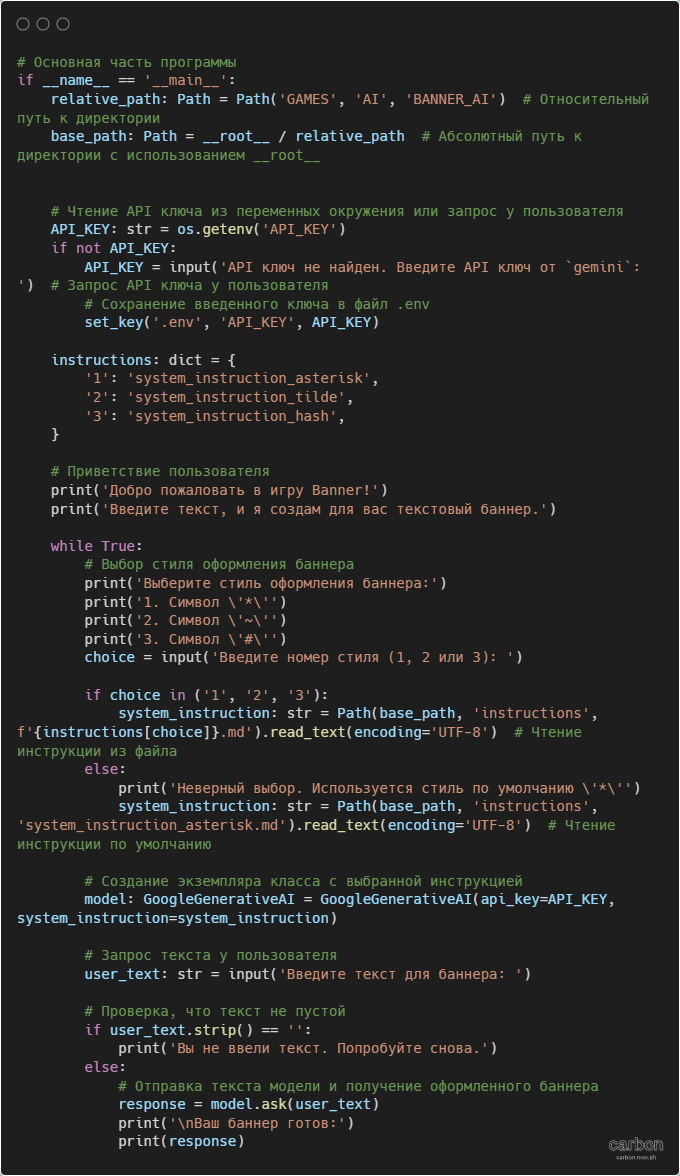 # Основная часть программы
if __name__ == '__main__':
    relative_path: Path = Path('GAMES', 'AI', 'BANNER_AI')  # Относительный
путь к директории
    base_path: Path = __root__ / relative_path  # Абсолютный путь к
директории с использованием __root__
    # Чтение API ключа из переменных окружения или запрос у пользователя
    API_KEY: str = os.getenv('API_KEY')
    if not API_KEY:
        API_KEY = input('API ключ не найден. Введите API ключ от `gemini`:
')  # Запрос API ключа у пользователя
        # Сохранение введенного ключа в файл .env
        set_key('.env', 'API_KEY', API_KEY)
    instructions: dict = {
        '1': 'system_instruction_asterisk',
        '2': 'system_instruction_tilde',
        '3': 'system_instruction_hash',
    }
    # Приветствие пользователя
    print('Добро пожаловать в игру Banner!')
    print('Введите текст, и я создам для вас текстовый баннер.')
    while True:
        # Выбор стиля оформления баннера
        print('Выберите стиль оформления баннера:')
        print('1. Символ \'*\'')
        print('2. Символ \'~\'')
        print('3. Символ \'#\'')
        choice = input('Введите номер стиля (1, 2 или 3): ')
        if choice in ('1', '2', '3'):
            system_instruction: str = Path(base_path, 'instructions',
f'{instructions[choice]}.md').read_text(encoding='UTF-8')  # Чтение
инструкции из файла
        else:
            print('Неверный выбор. Используется стиль по умолчанию \'*\'')
            system_instruction: str = Path(base_path, 'instructions',
'system_instruction_asterisk.md').read_text(encoding='UTF-8')  # Чтение
инструкции по умолчанию
        # Создание экземпляра класса с выбранной инструкцией
        model: GoogleGenerativeAI = GoogleGenerativeAI(api_key=API_KEY,
system_instruction=system_instruction)
        # Запрос текста у пользователя
        user_text: str = input('Введите текст для баннера: ')
        # Проверка, что текст не пустой
        if user_text.strip() == '':
            print('Вы не ввели текст. Попробуйте снова.')
        else:
            # Отправка текста модели и получение оформленного баннера
            response = model.ask(user_text)
            print('\nВаш баннер готов:')
            print(response)
carbon
carbon.now.sh